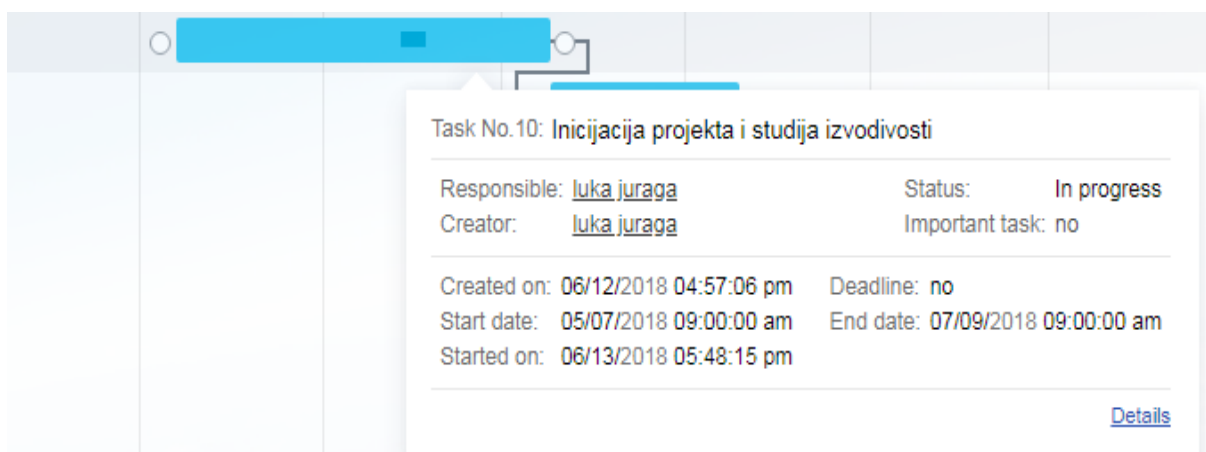 Task No.10: Inicijacija projekta i studija izvodivosti
Responsible: luka juraga Status: In progress
Creator: luka juraga Important task: no
Created on: 06/12/2018 04:57:06 pm Deadline: no
Start date: 05/07/2018 09:00:00 am End date: 07/09/2018 09:00:00 am
Started on: 06/13/2018 05:48:15 pm
Details